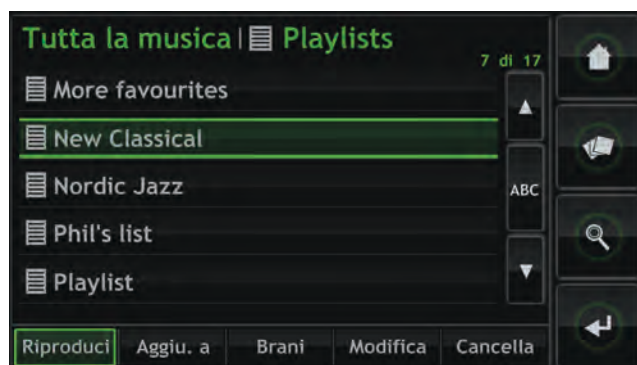 Tutta la musica | Playlists
7 di 17
More favourites
New Classical
Nordic Jazz
ABC
Phil's list
Playlist
Riproduci Aggiu. a Brani Modifica Cancella